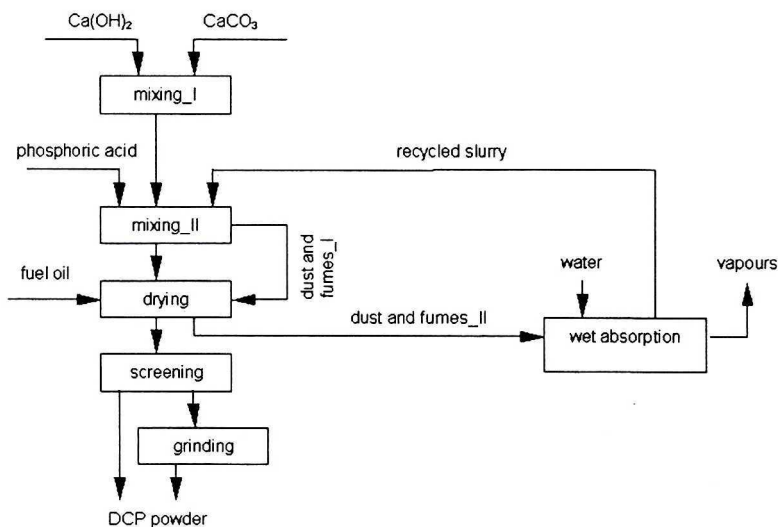 Ca(OH)₂
CaCO₃
mixing_I
phosphoric acid
recycled slurry
mixing_II
dust and
fumes_I
fuel oil
drying
water
vapours
dust and fumes_II
wet absorption
screening
grinding
DCP powder